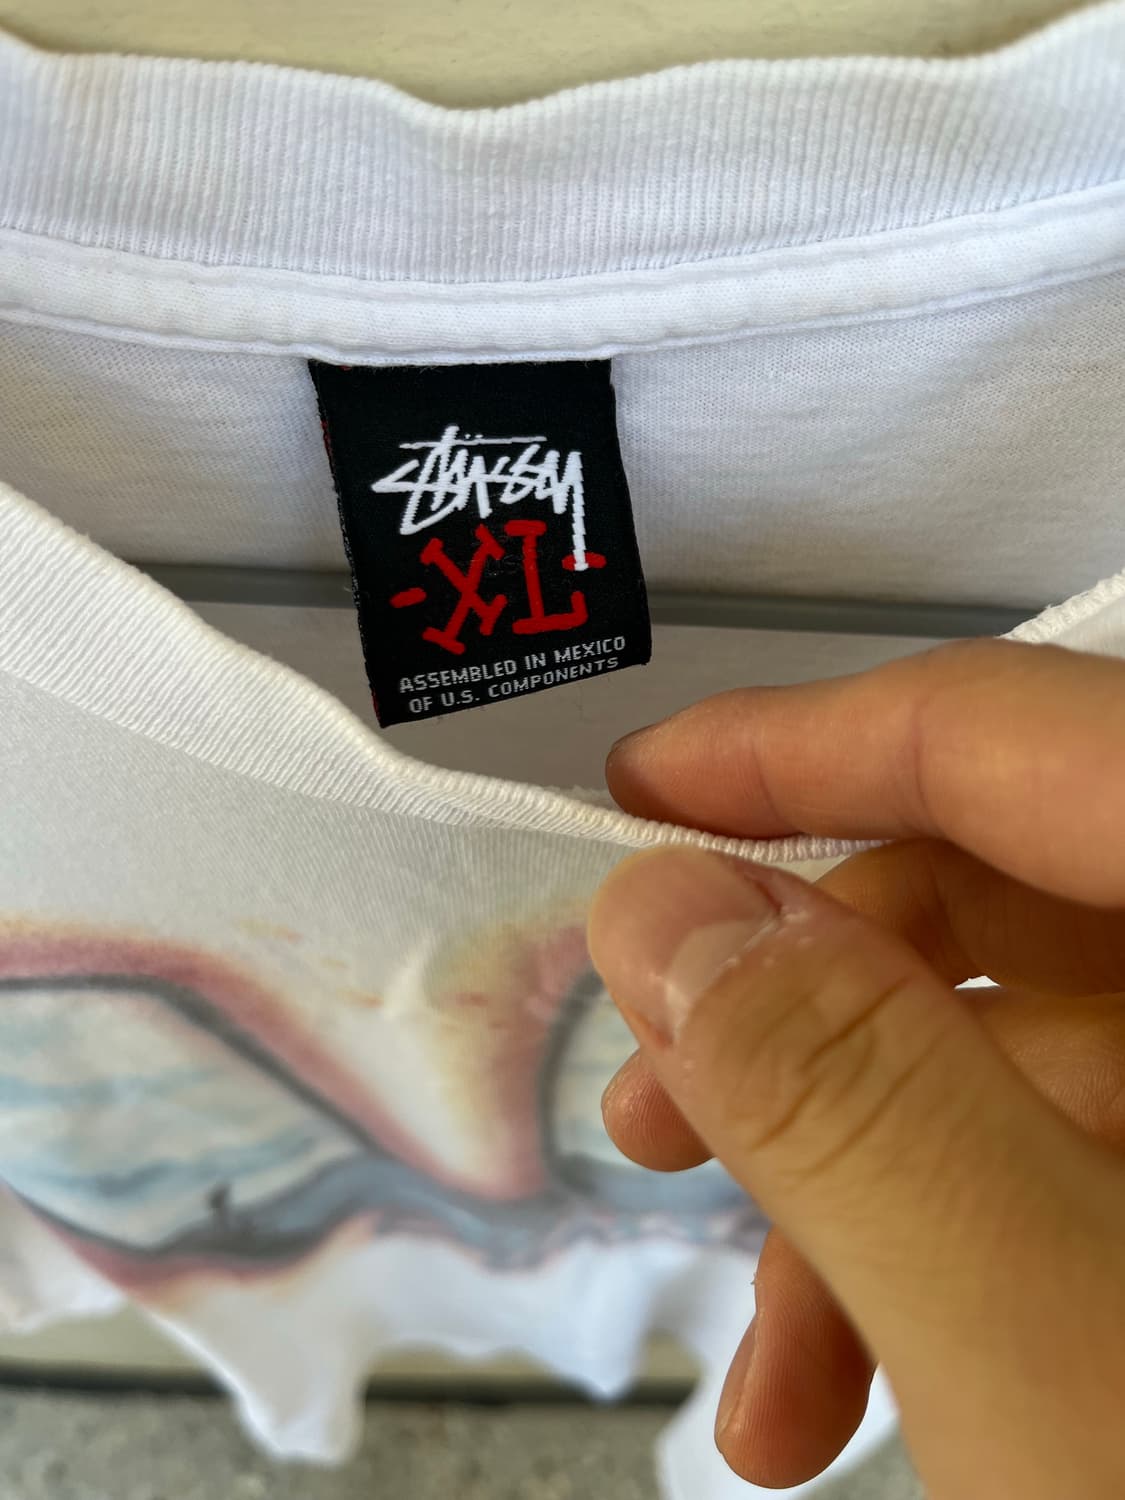 Stüssy
-XL-
ASSEMBLED IN MEXICO
OF U.S. COMPONENTS